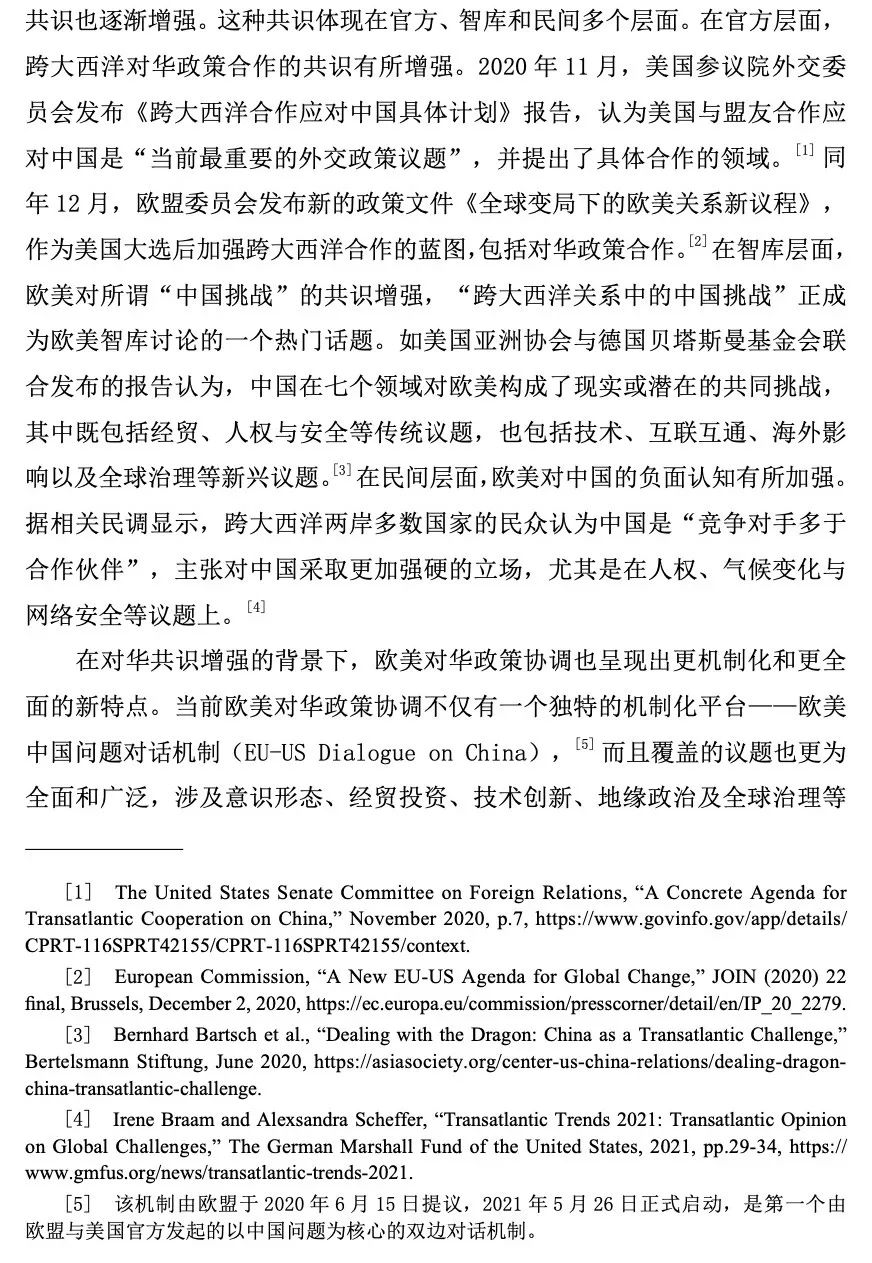 共识也逐渐增强。这种共识体现在官方、智库和民间多个层面。在官方层面，
跨大西洋对华政策合作的共识有所增强。2020 年 11 月，美国参议院外交委
员会发布《跨大西洋合作应对中国具体计划》报告，认为美国与盟友合作应
对中国是“当前最重要的外交政策议题”，并提出了具体合作的领域。[1] 同
年 12 月，欧盟委员会发布新的政策文件《全球变局下的欧美关系新议程》，
作为美国大选后加强跨大西洋合作的蓝图，包括对华政策合作。[2] 在智库层面，
欧美对所谓“中国挑战”的共识增强，“跨大西洋关系中的中国挑战”正成
为欧美智库讨论的一个热门话题。如美国亚洲协会与德国贝塔斯曼基金会联
合发布的报告认为，中国在七个领域对欧美构成了现实或潜在的共同挑战，
其中既包括经贸、人权与安全等传统议题，也包括技术、互联互通、海外影
响以及全球治理等新兴议题。[3] 在民间层面，欧美对中国的负面认知有所加强。
据相关民调显示，跨大西洋两岸多数国家的民众认为中国是“竞争对手多于
合作伙伴”，主张对中国采取更加强硬的立场，尤其是在人权、气候变化与
网络安全等议题上。[4]
在对华共识增强的背景下，欧美对华政策协调也呈现出更机制化和更全
面的新特点。当前欧美对华政策协调不仅有一个独特的机制化平台——欧美
中国问题对话机制（EU-US Dialogue on China），[5] 而且覆盖的议题也更为
全面和广泛，涉及意识形态、经贸投资、技术创新、地缘政治及全球治理等
[1] The United States Senate Committee on Foreign Relations, “A Concrete Agenda for
Transatlantic Cooperation on China,” November 2020, p.7, https://www.govinfo.gov/app/details/
CPRT-116SPRT42155/CPRT-116SPRT42155/context.
[2] European Commission, “A New EU-US Agenda for Global Change,” JOIN (2020) 22
final, Brussels, December 2, 2020, https://ec.europa.eu/commission/presscorner/detail/en/IP_20_2279.
[3] Bernhard Bartsch et al., “Dealing with the Dragon: China as a Transatlantic Challenge,”
Bertelsmann Stiftung, June 2020, https://asiasociety.org/center-us-china-relations/dealing-dragon-
china-transatlantic-challenge.
[4] Irene Braam and Alexsandra Scheffer, “Transatlantic Trends 2021: Transatlantic Opinion
on Global Challenges,” The German Marshall Fund of the United States, 2021, pp.29-34, https://
www.gmfus.org/news/transatlantic-trends-2021.
[5] 该机制由欧盟于 2020 年 6 月 15 日提议，2021 年 5 月 26 日正式启动，是第一个由
欧盟与美国官方发起的以中国问题为核心的双边对话机制。